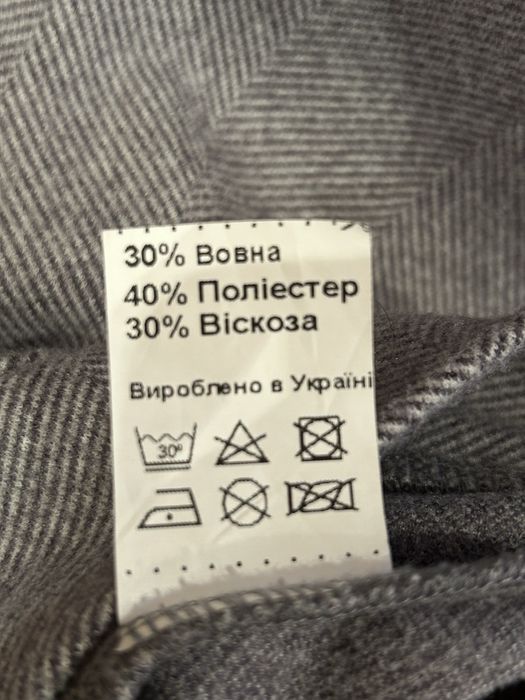 30% Вовна
40% Поліестер
30% Віскоза
Вироблено в Україні
30°